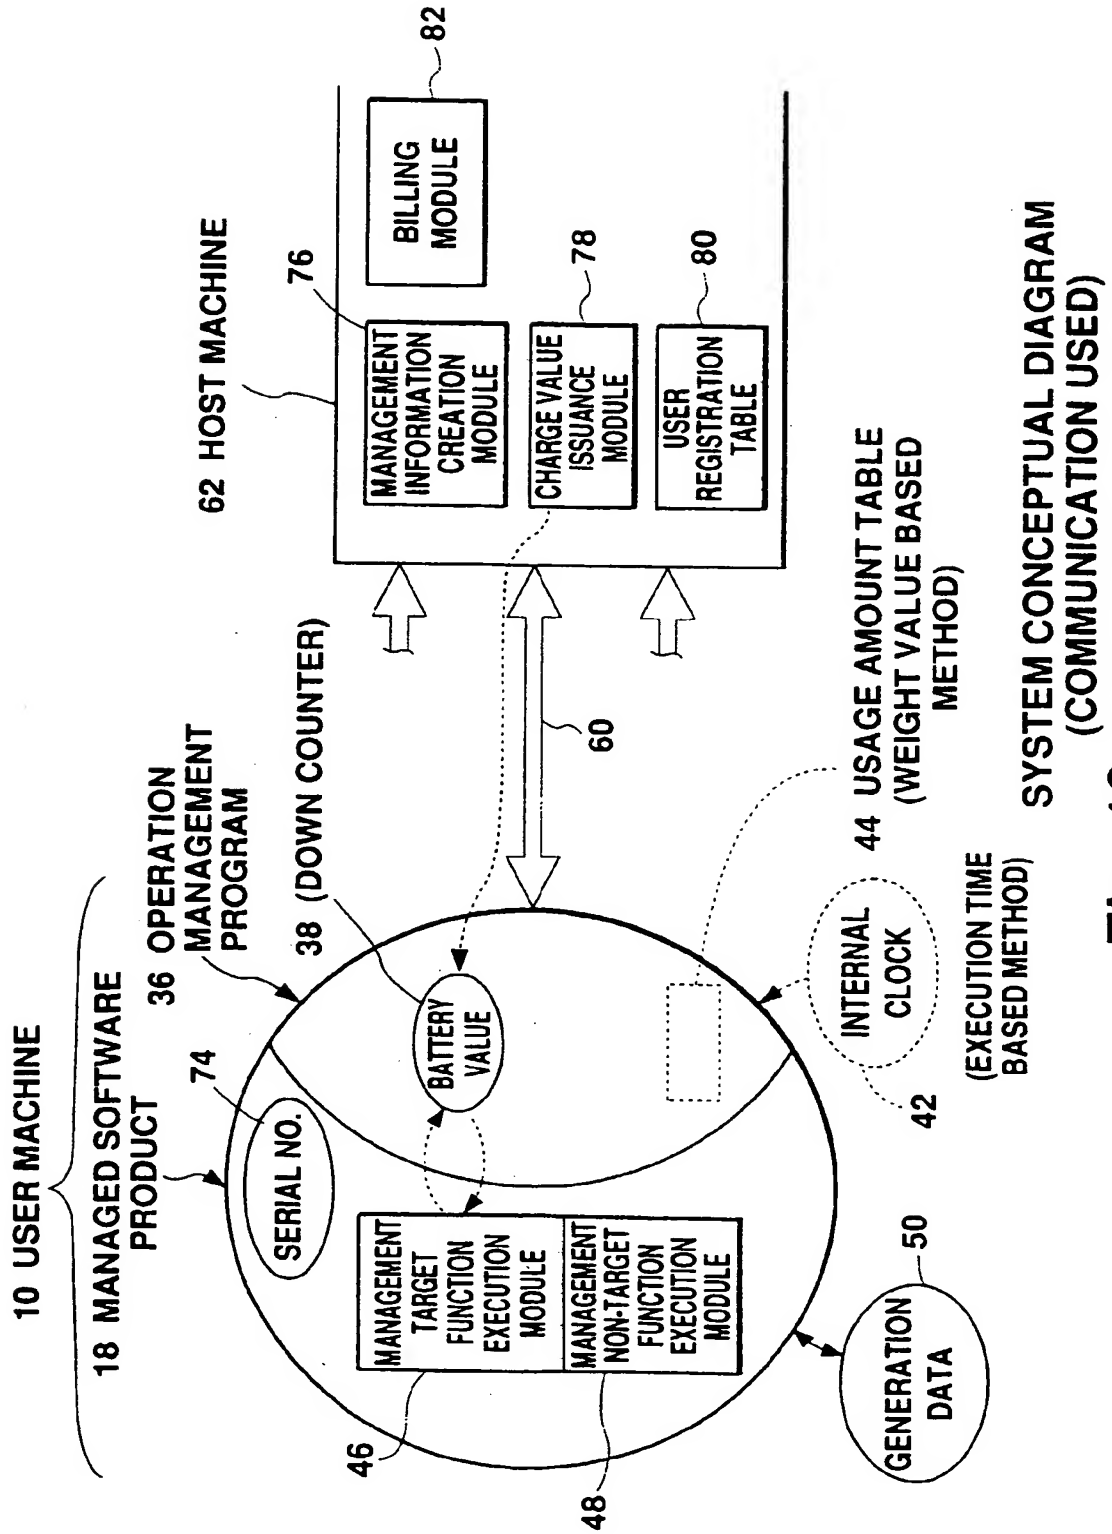 10 USER MACHINE
18 MANAGED SOFTWARE
PRODUCT
36 OPERATION
MANAGEMENT
PROGRAM
74
SERIAL NO.
38 (DOWN COUNTER)
BATTERY
VALUE
MANAGEMENT
TARGET
FUNCTION
EXECUTION
MODULE
MANAGEMENT
NON-TARGET
FUNCTION
EXECUTION
MODULE
46
48
GENERATION
DATA
50
INTERNAL
CLOCK
42
(EXECUTION TIME
BASED METHOD)
44 USAGE AMOUNT TABLE
(WEIGHT VALUE BASED
METHOD)
60
62 HOST MACHINE
76
MANAGEMENT
INFORMATION
CREATION
MODULE
BILLING
MODULE
82
CHARGE VALUE
ISSUANCE
MODULE
78
USER
REGISTRATION
TABLE
80
SYSTEM CONCEPTUAL DIAGRAM
(COMMUNICATION USED)